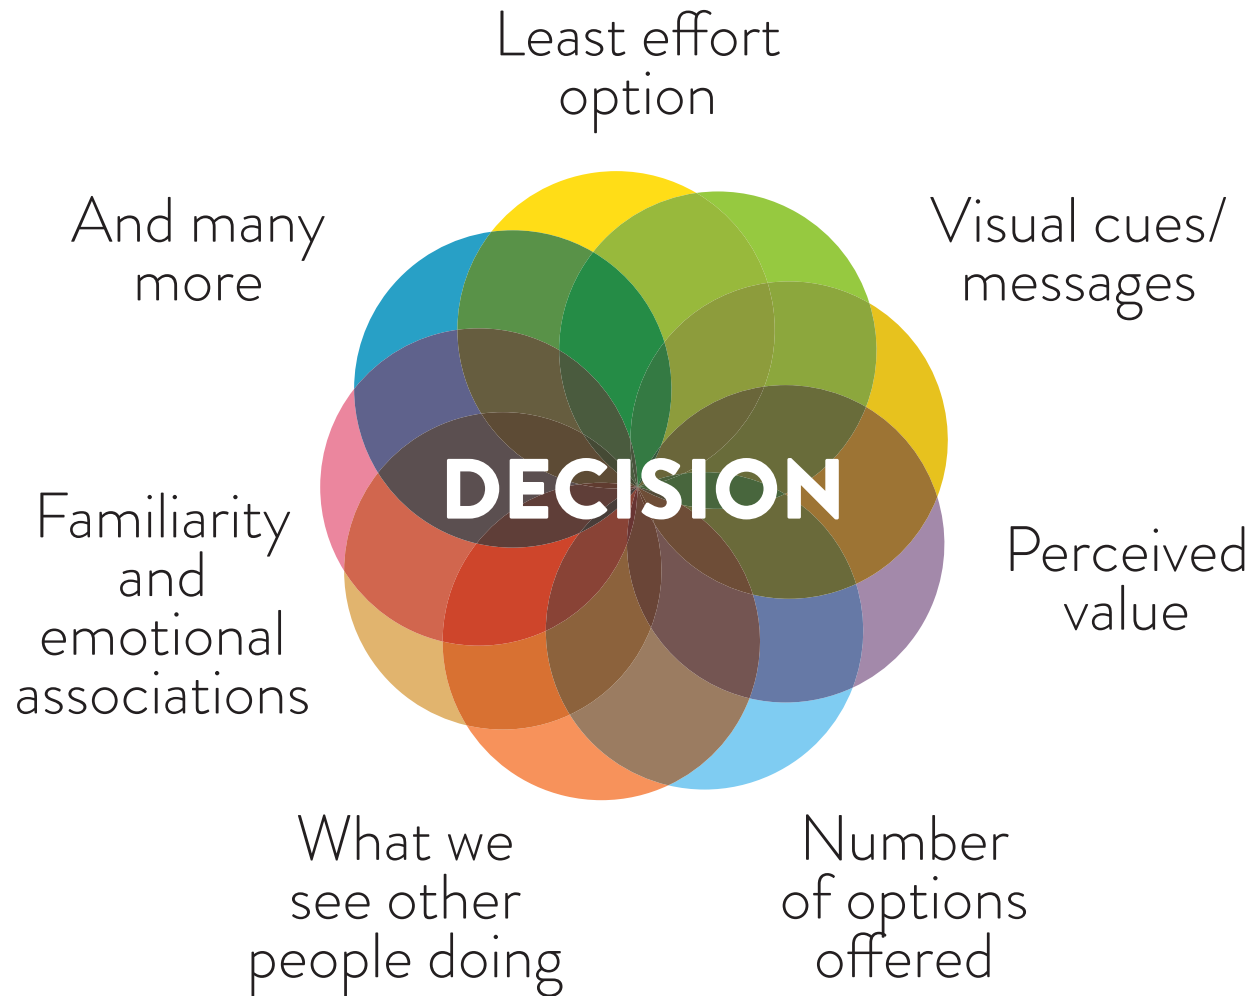 Least effort
option
Visual cues/
messages
Perceived
value
Number
of options
offered
What we
see other
people doing
Familiarity
and
emotional
associations
And many
more
DECISION